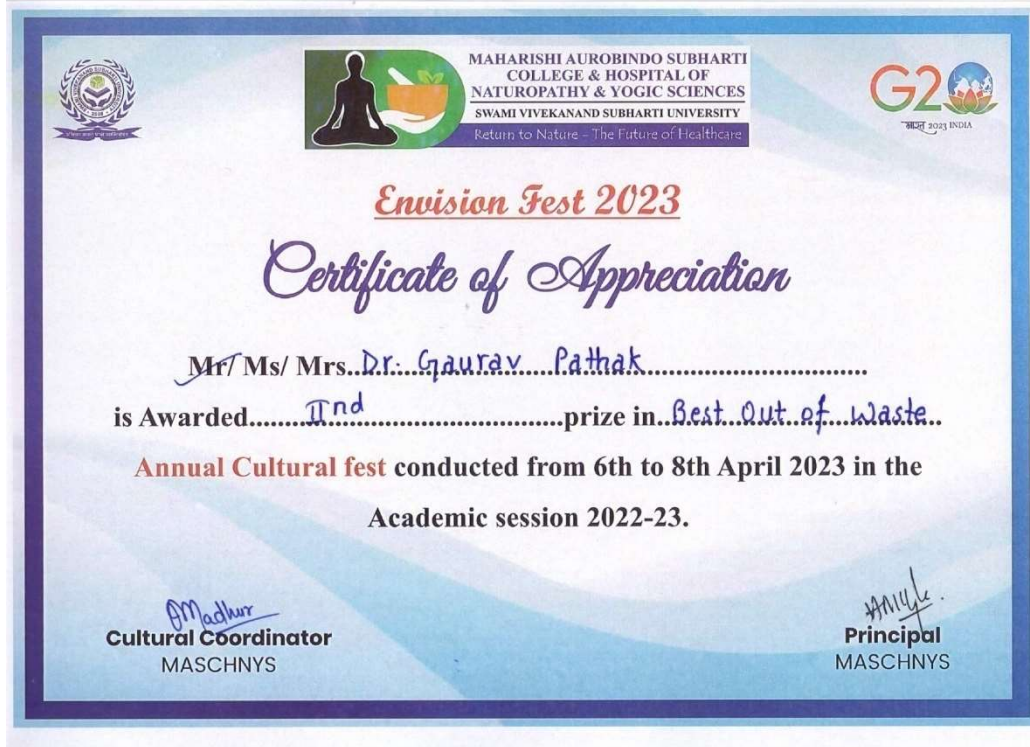 MAHARISHI AUROBINDO SUBHARTI
COLLEGE & HOSPITAL OF
NATUROPATHY & YOGIC SCIENCES
SWAMI VIVEKANAND SUBHARTI UNIVERSITY
Return to Nature - The Future of Healthcare
G20
भारत 2023 INDIA
Envision Fest 2023
Certificate of Appreciation
Mr/ Ms/ Mrs..Dr. Gaurav Pathak
is Awarded.....IInd.....prize in..Best Out of Waste..
Annual Cultural fest conducted from 6th to 8th April 2023 in the
Academic session 2022-23.
Madhur
Cultural Coordinator
MASCHNYS
Principal
MASCHNYS